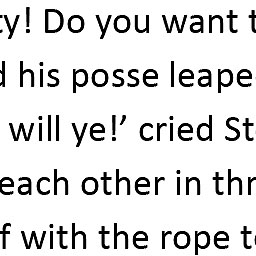 ty! Do you want t
d his posse leape
will ye!’ cried St
each other in thr
f with the rope t